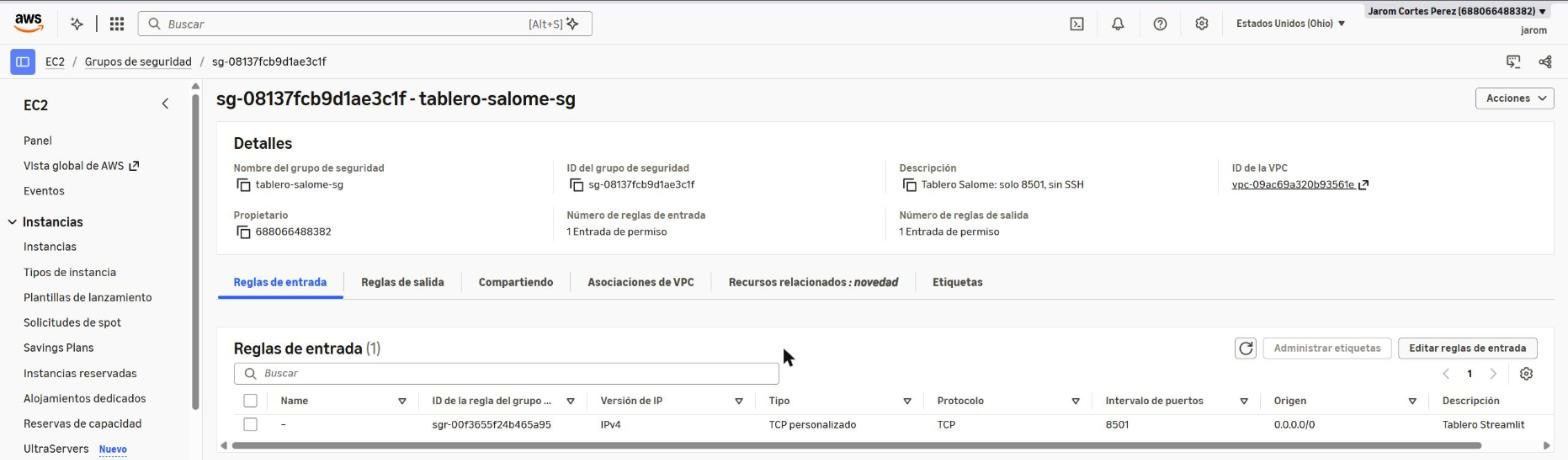 aws
Buscar [Alt+S]
Estados Unidos (Ohio)
Jarom Cortes Perez (688066488382)
jarom
EC2 / Grupos de seguridad / sg-08137fcb9d1ae3c1f
EC2
Panel
Vista global de AWS
Eventos
Instancias
Instancias
Tipos de instancia
Plantillas de lanzamiento
Solicitudes de spot
Savings Plans
Instancias reservadas
Alojamientos dedicados
Reservas de capacidad
UltraServers Nuevo
sg-08137fcb9d1ae3c1f - tablero-salome-sg
Acciones
Detalles
Nombre del grupo de seguridad
tablero-salome-sg
ID del grupo de seguridad
sg-08137fcb9d1ae3c1f
Descripción
Tablero Salome: solo 8501, sin SSH
ID de la VPC
vpc-09ac69a320b93561e
Propietario
688066488382
Número de reglas de entrada
1 Entrada de permiso
Número de reglas de salida
1 Entrada de permiso
Reglas de entrada Reglas de salida Compartiendo Asociaciones de VPC Recursos relacionados : novedad Etiquetas
Reglas de entrada (1)
Administrar etiquetas Editar reglas de entrada
Buscar
1
Name ID de la regla del grupo ... Versión de IP Tipo Protocolo Intervalo de puertos Origen Descripción
– sgr-00f3655f24b465a95 IPv4 TCP personalizado TCP 8501 0.0.0.0/0 Tablero Streamlit